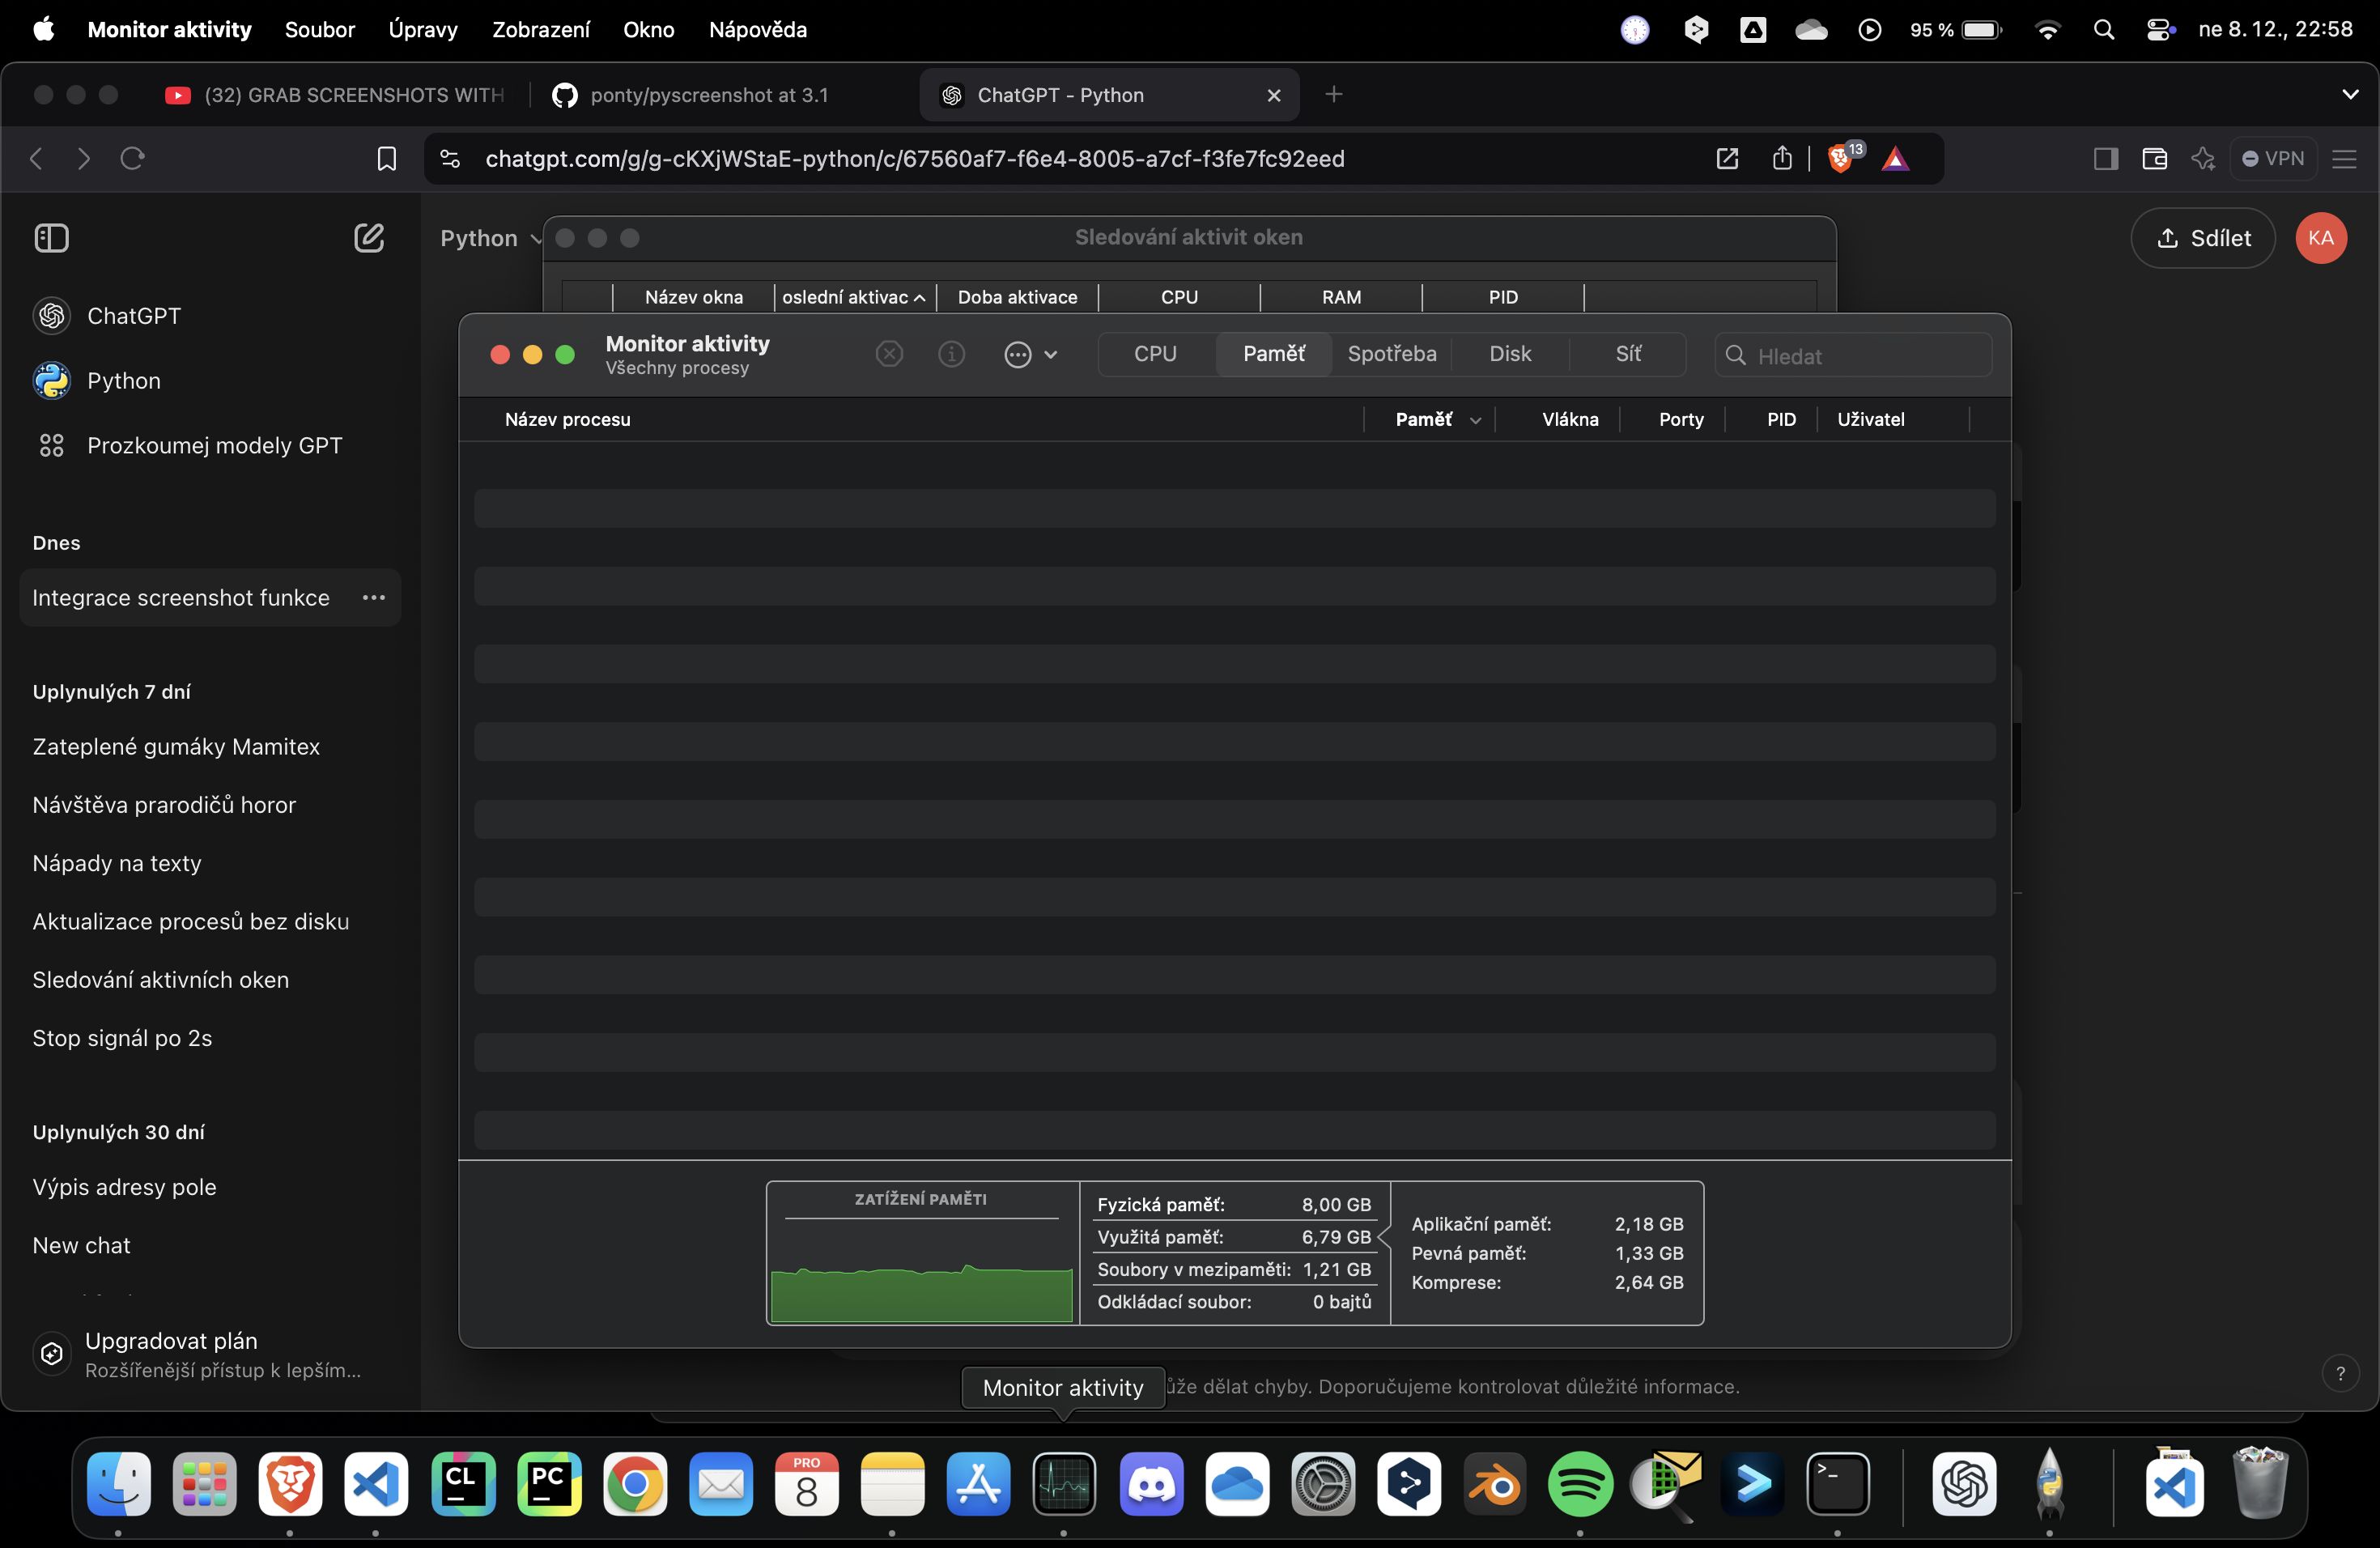 Monitor aktivity Soubor Úpravy Zobrazení Okno Nápověda 95 % ne 8. 12., 22:58
(32) GRAB SCREENSHOTS WITH ponty/pyscreenshot at 3.1 ChatGPT - Python
chatgpt.com/g/g-cKXjWStaE-python/c/67560af7-f6e4-8005-a7cf-f3fe7fc92eed 13 VPN
Python Sledování aktivit oken Sdílet KA
Název okna oslední aktivac Doba aktivace CPU RAM PID
ChatGPT
Python
Prozkoumej modely GPT
Dnes
Integrace screenshot funkce
Uplynulých 7 dní
Zateplené gumáky Mamitex
Návštěva prarodičů horor
Nápady na texty
Aktualizace procesů bez disku
Sledování aktivních oken
Stop signál po 2s
Uplynulých 30 dní
Výpis adresy pole
New chat
Upgradovat plán
Rozšířenější přístup k lepším...
Monitor aktivity
Všechny procesy
CPU Paměť Spotřeba Disk Síť Hledat
Název procesu Paměť Vlákna Porty PID Uživatel
ZATÍŽENÍ PAMĚTI
Fyzická paměť: 8,00 GB
Využitá paměť: 6,79 GB
Soubory v mezipaměti: 1,21 GB
Odkládací soubor: 0 bajtů
Aplikační paměť: 2,18 GB
Pevná paměť: 1,33 GB
Komprese: 2,64 GB
Monitor aktivity
ůže dělat chyby. Doporučujeme kontrolovat důležité informace.
?
CL PC PRO 8 >_